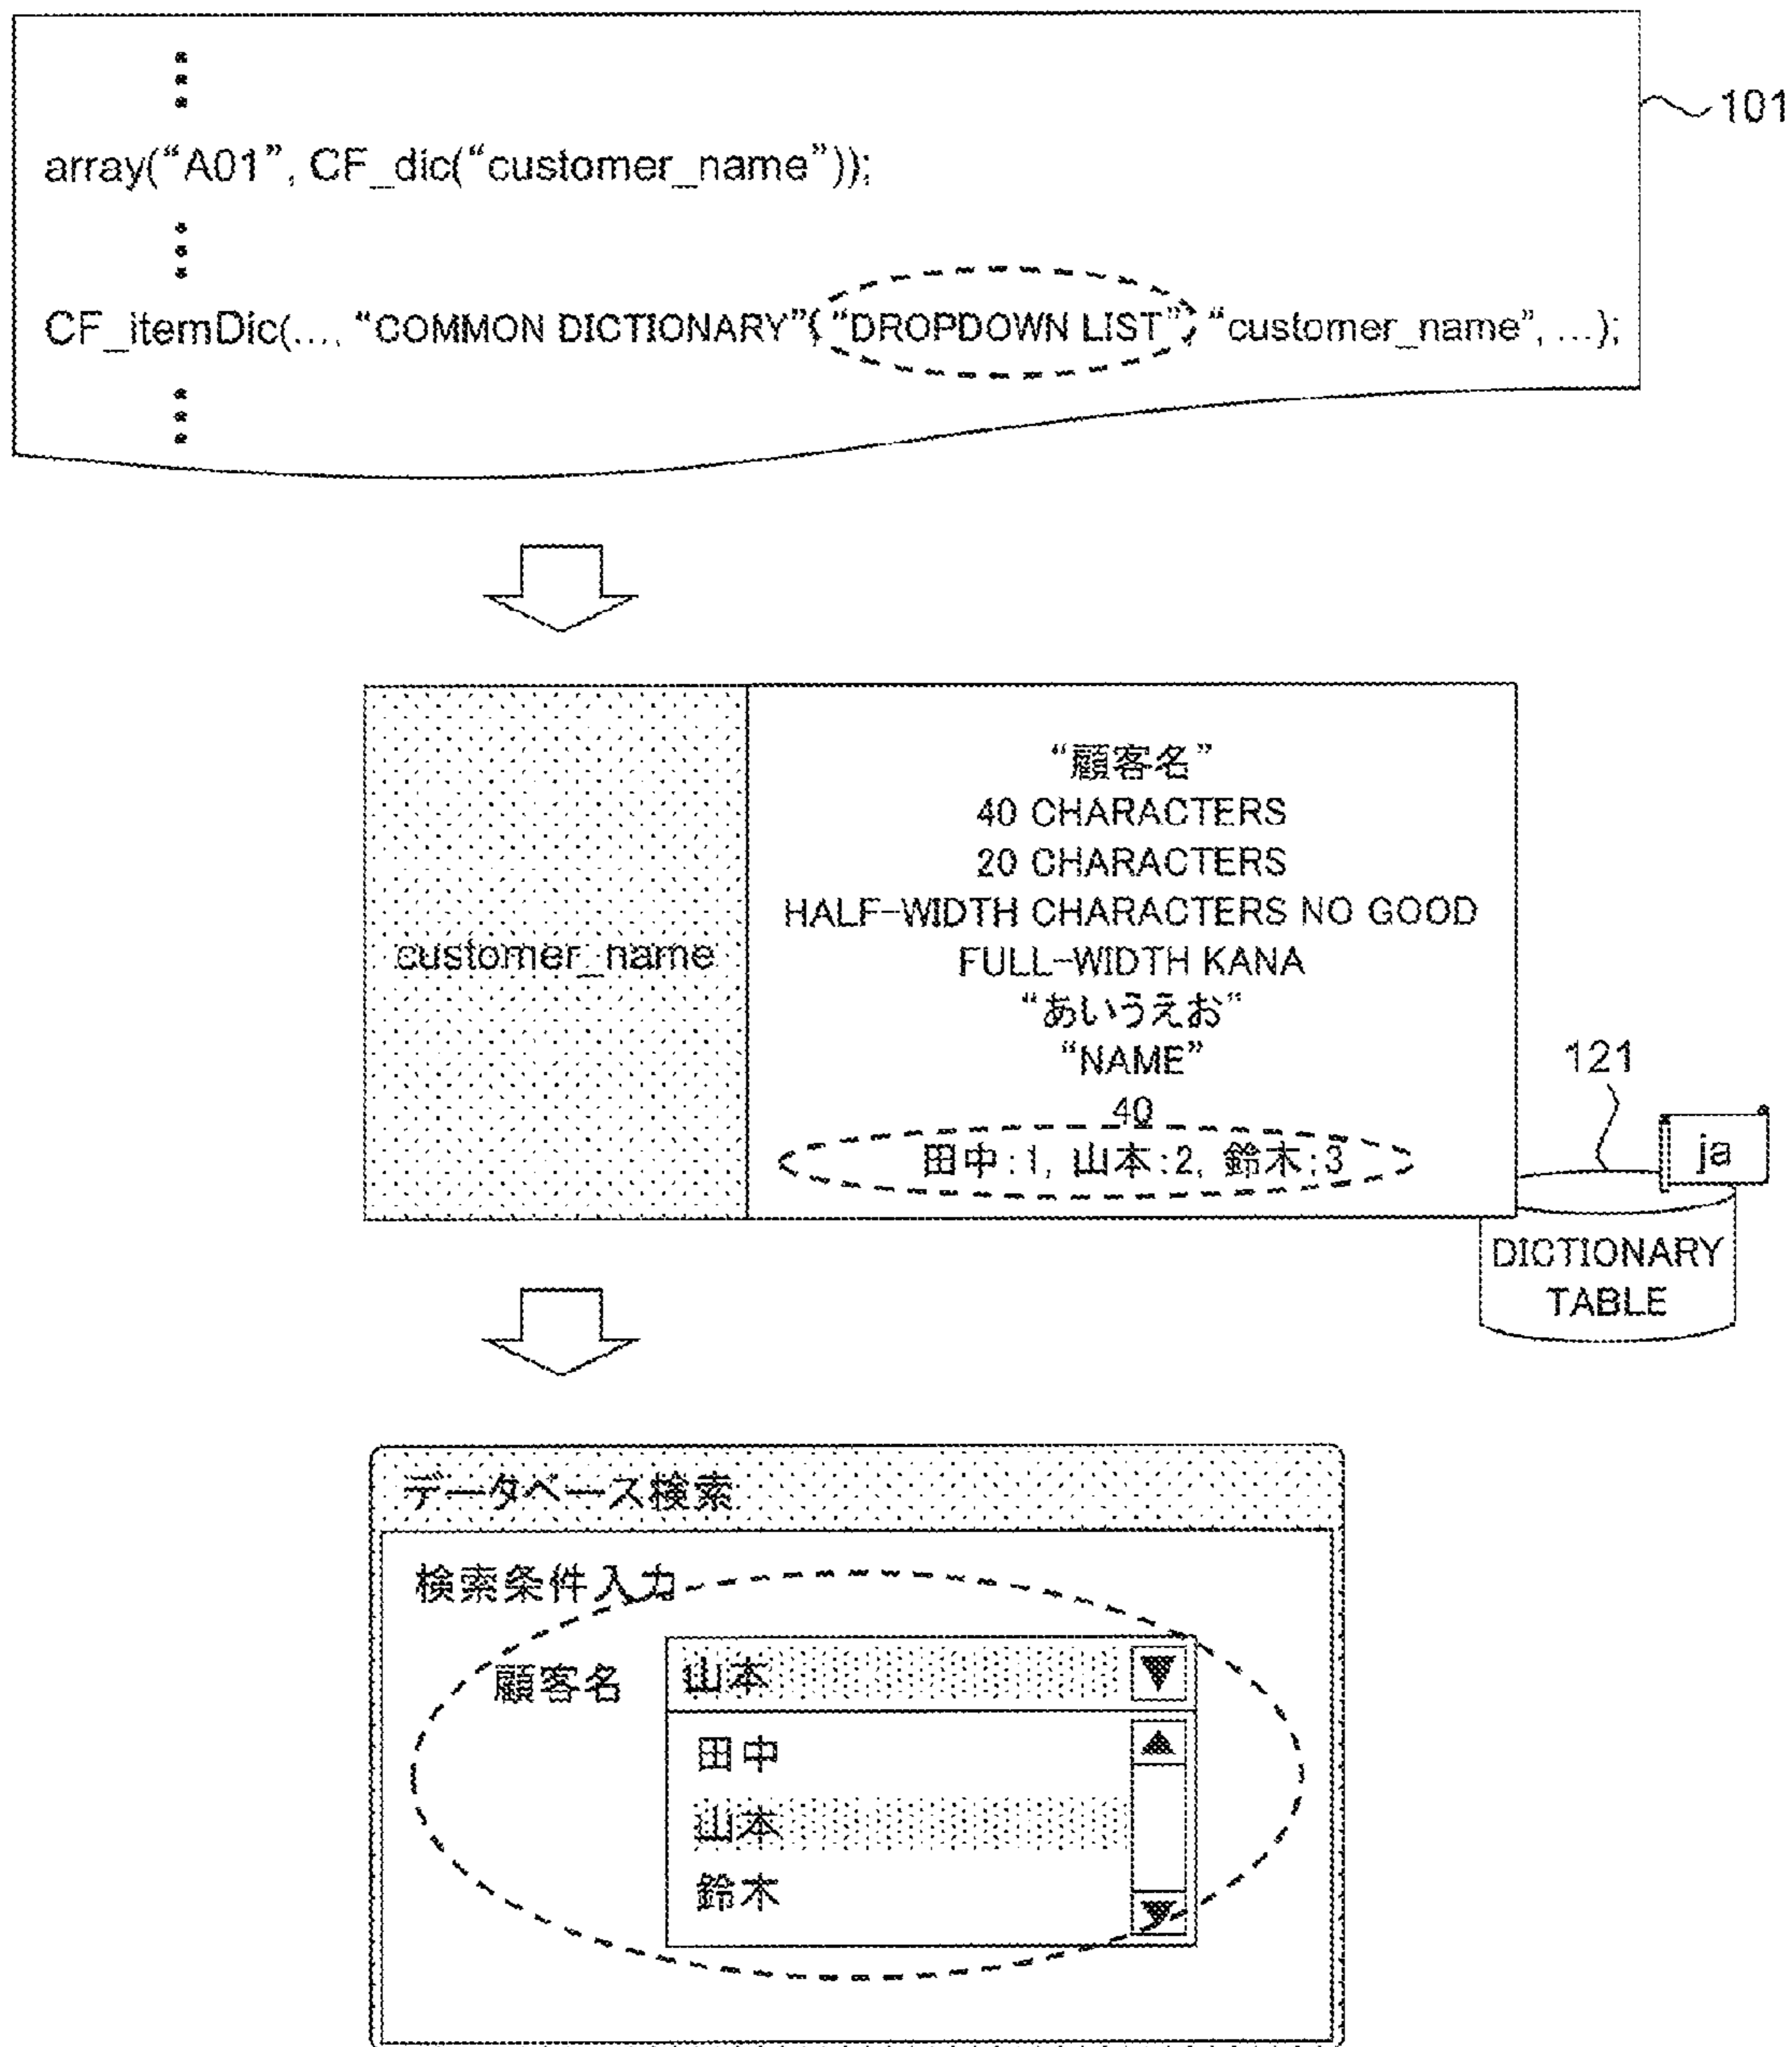 101
array(“A01”, CF_dic(“customer_name”));
CF_itemDic(..., “COMMON DICTIONARY”, “DROPDOWN LIST”, “customer_name”, ...);
customer_name
“顧客名”
40 CHARACTERS
20 CHARACTERS
HALF-WIDTH CHARACTERS NO GOOD
FULL-WIDTH KANA
“あいうえお”
“NAME”
40
田中:1, 山本:2, 鈴木:3
121
ja
DICTIONARY
TABLE
データベース検索
検索条件入力
顧客名 山本 ▼
田中
山本
鈴木